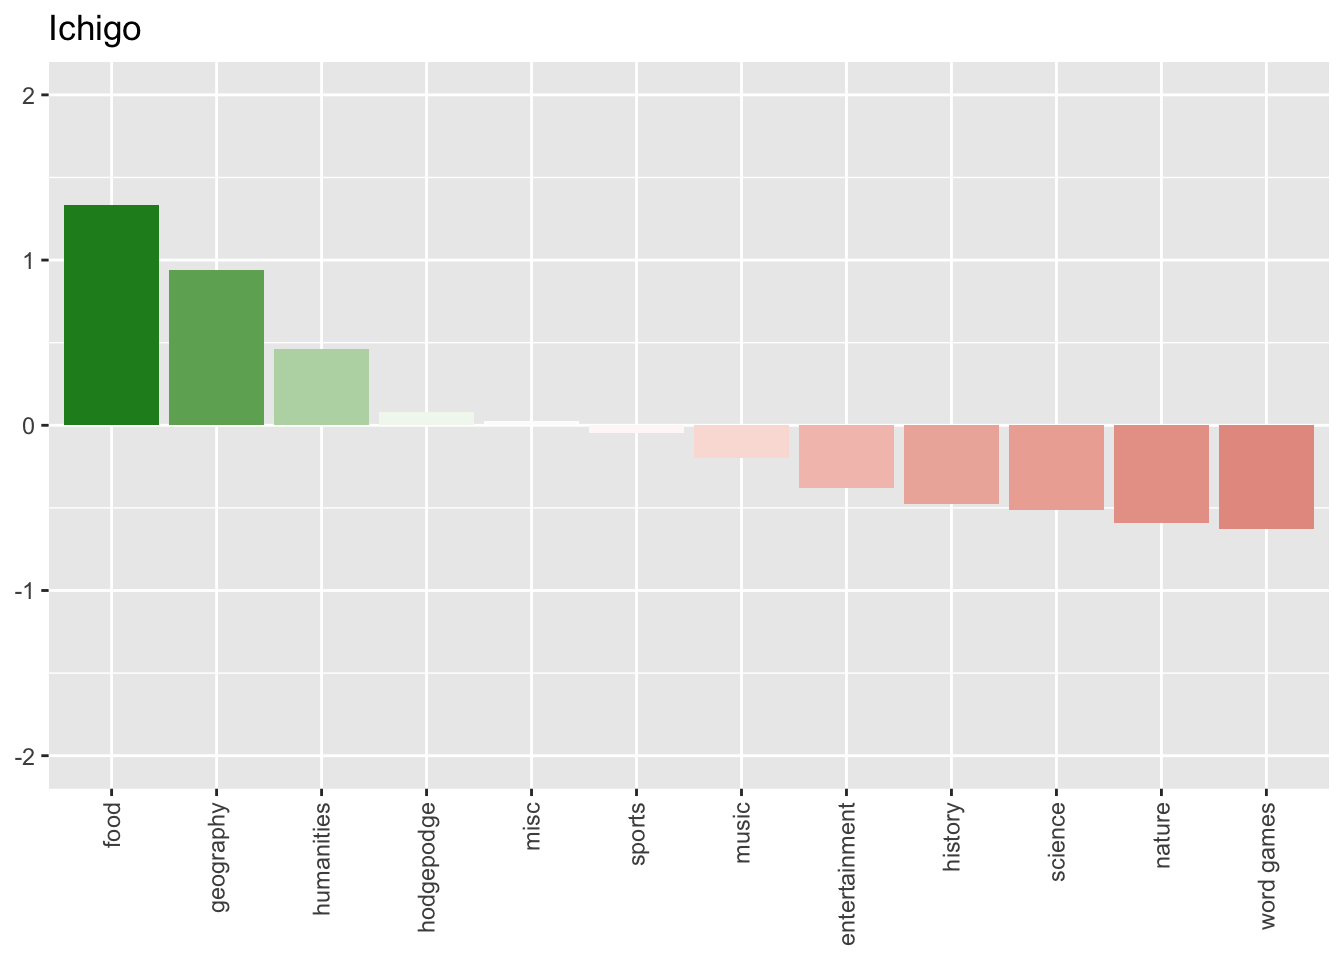 Ichigo
2
1
0
-1
-2
food
geography
humanities
hodgepodge
misc
sports
music
entertainment
history
science
nature
word games